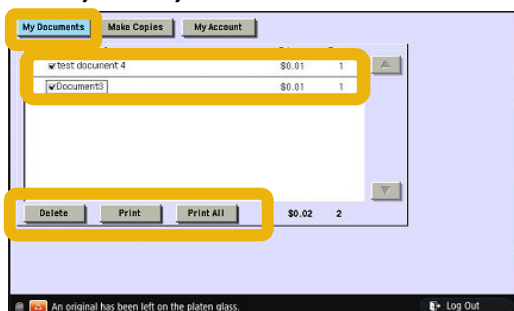 My Documents Make Copies My Account
test document 4 $0.01 1
Document3 $0.01 1
Delete Print Print All $0.02 2
An original has been left on the platen glass. Log Out